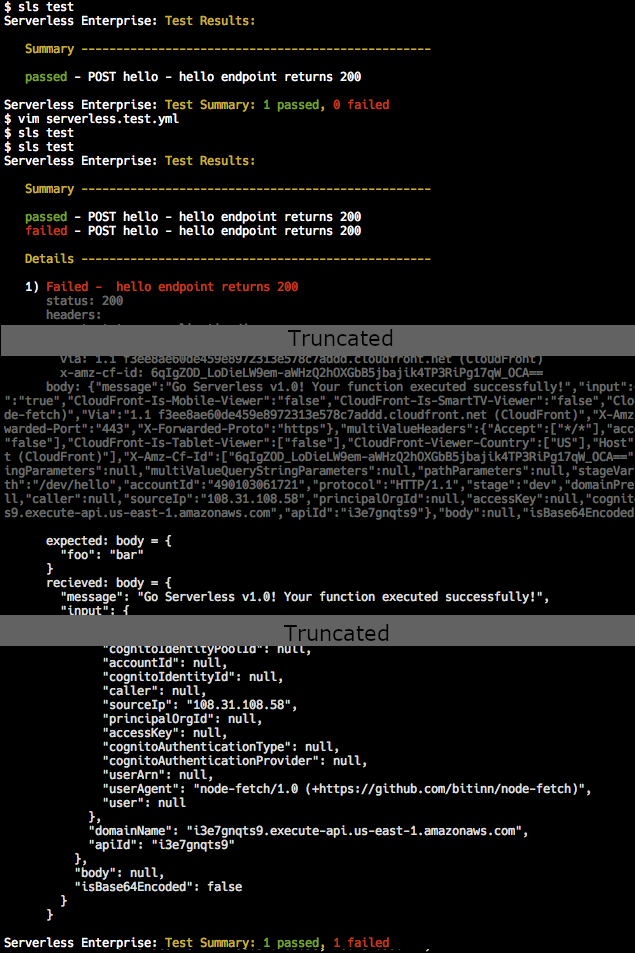 $ sls test
Serverless Enterprise: Test Results:
Summary --------------------------------------------------
passed - POST hello - hello endpoint returns 200
Serverless Enterprise: Test Summary: 1 passed, 0 failed
$ vim serverless.test.yml
$ sls test
$ sls test
Serverless Enterprise: Test Results:
Summary --------------------------------------------------
passed - POST hello - hello endpoint returns 200
failed - POST hello - hello endpoint returns 200
Details --------------------------------------------------
1) Failed -  hello endpoint returns 200
status: 200
headers:
Truncated
via: 1.1 f3ee8ae60de459e8972313e578c7addd.cloudfront.net (CloudFront)
x-amz-cf-id: 6qIgZOD_LoDieLW9em-aWHzQ2hOXGbB5jbajik4TP3RiPg17qW_OCA==
body: {"message":"Go Serverless v1.0! Your function executed successfully!","input":
":"true","CloudFront-Is-Mobile-Viewer":"false","CloudFront-Is-SmartTV-Viewer":"false","Clo
de-fetch)","Via":"1.1 f3ee8ae60de459e8972313e578c7addd.cloudfront.net (CloudFront)","X-Amz
warded-Port":"443","X-Forwarded-Proto":"https"},"multiValueHeaders":{"Accept":["*/*"],"acc
"false"],"CloudFront-Is-Tablet-Viewer":["false"],"CloudFront-Viewer-Country":["US"],"Host"
t (CloudFront)"],"X-Amz-Cf-Id":["6qIgZOD_LoDieLW9em-aWHzQ2hOXGbB5jbajik4TP3RiPg17qW_OCA=="
ingParameters":null,"multiValueQueryStringParameters":null,"pathParameters":null,"stageVar
th":"/dev/hello","accountId":"490103061721","protocol":"HTTP/1.1","stage":"dev","domainPre
ll,"caller":null,"sourceIp":"108.31.108.58","principalOrgId":null,"accessKey":null,"cognito
s9.execute-api.us-east-1.amazonaws.com","apiId":"i3e7gnqts9"},"body":null,"isBase64Encoded
expected: body = {
"foo": "bar"
}
recieved: body = {
"message": "Go Serverless v1.0! Your function executed successfully!",
"input": {
Truncated
"cognitoIdentityPoolId": null,
"accountId": null,
"cognitoIdentityId": null,
"caller": null,
"sourceIp": "108.31.108.58",
"principalOrgId": null,
"accessKey": null,
"cognitoAuthenticationType": null,
"cognitoAuthenticationProvider": null,
"userArn": null,
"userAgent": "node-fetch/1.0 (+https://github.com/bitinn/node-fetch)",
"user": null
},
"domainName": "i3e7gnqts9.execute-api.us-east-1.amazonaws.com",
"apiId": "i3e7gnqts9"
},
"body": null,
"isBase64Encoded": false
}
}
Serverless Enterprise: Test Summary: 1 passed, 1 failed